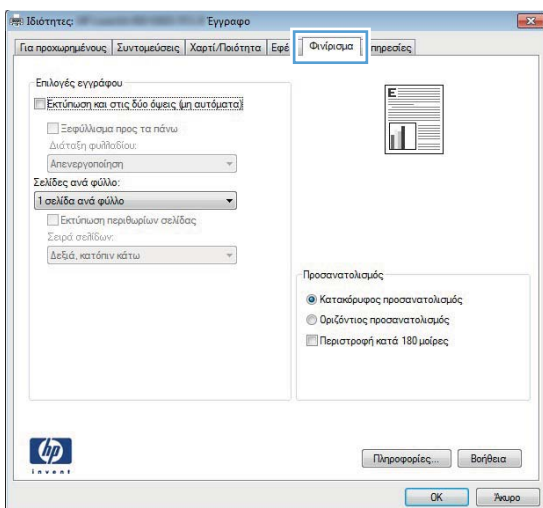 Ιδιότητες: Έγγραφο
Για προχωρημένους Συντομεύσεις Χαρτί/Ποιότητα Εφέ Φινίρισμα πηρεσίες
Επιλογές εγγράφου
Εκτύπωση και στις δύο όψεις (μη αυτόματα)
Ξεφύλλισμα προς τα πάνω
Διάταξη φυλλαδίου:
Απενεργοποίηση
Σελίδες ανά φύλλο:
1 σελίδα ανά φύλλο
Εκτύπωση περιθωρίων σελίδας
Σειρά σελίδων:
Δεξιά, κατόπιν κάτω
E
Προσανατολισμός
Κατακόρυφος προσανατολισμός
Οριζόντιος προσανατολισμός
Περιστροφή κατά 180 μοίρες
hp
invent
Πληροφορίες... Βοήθεια
OK Άκυρο